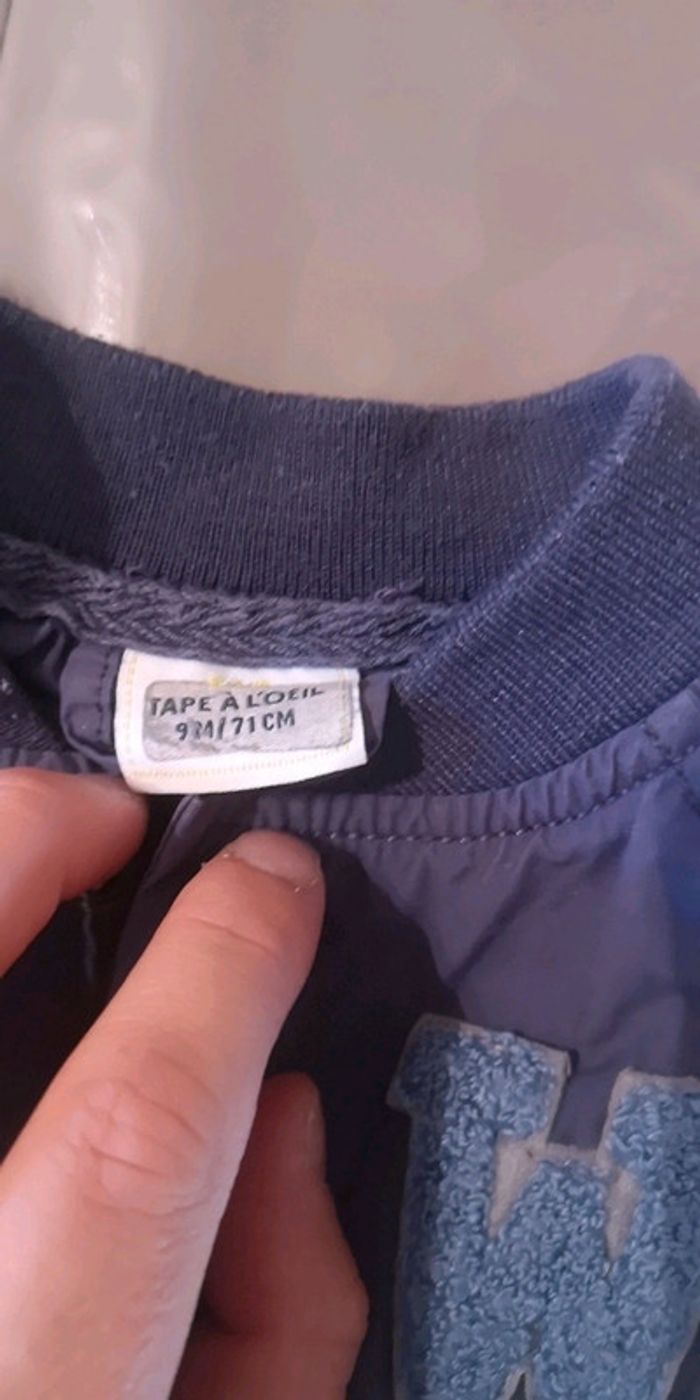 TAPE À L'OEIL
9M/71CM
W